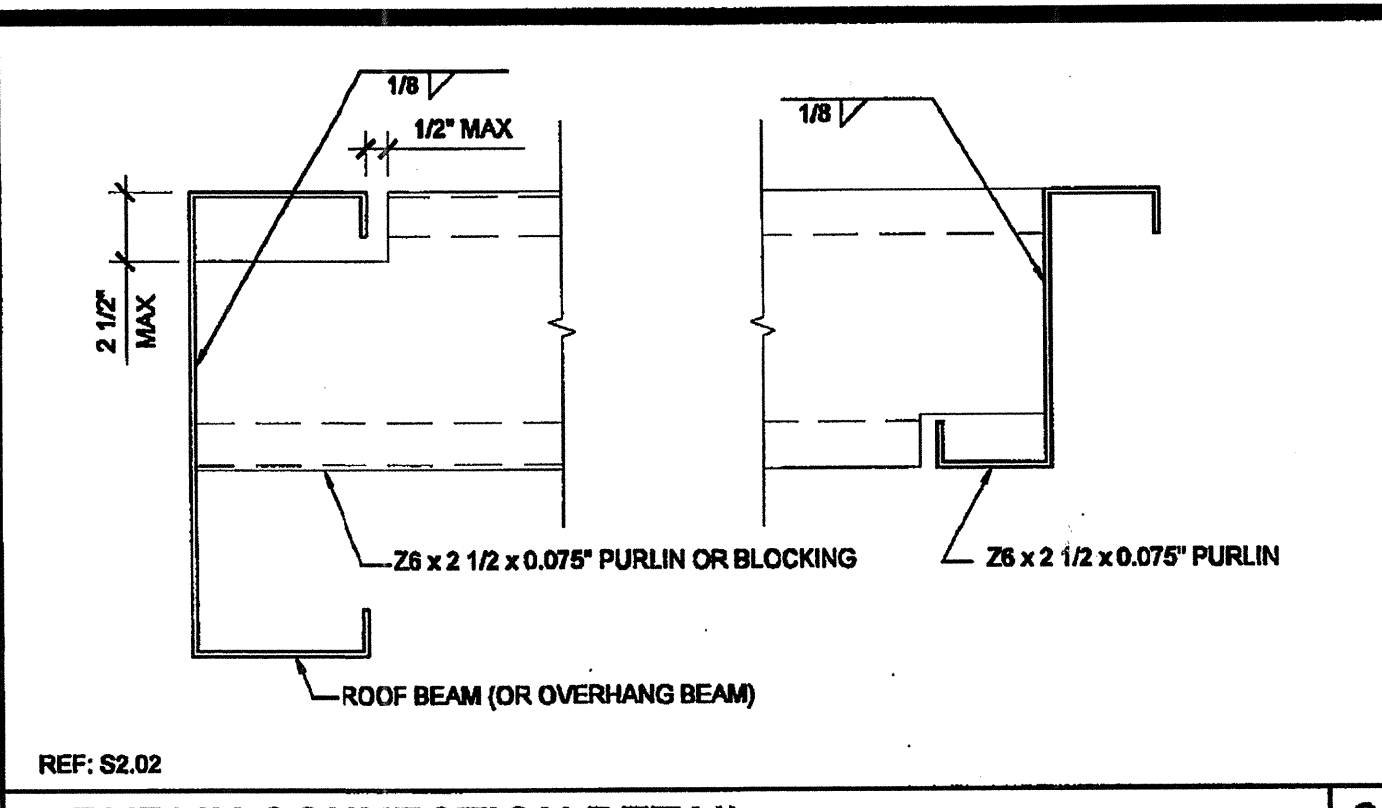 1/8
1/2" MAX
1/8
2 1/2"
MAX
Z6 x 2 1/2 x 0.075" PURLIN OR BLOCKING
Z6 x 2 1/2 x 0.075" PURLIN
ROOF BEAM (OR OVERHANG BEAM)
REF: S2.02